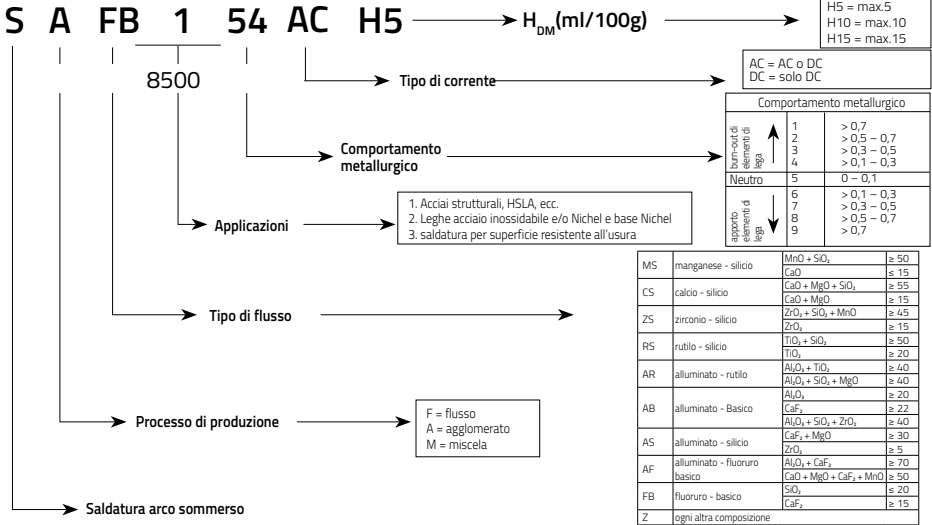 S A FB 1 54 AC H5 H_DM(ml/100g)
H5 = max.5
H10 = max.10
H15 = max.15
8500
Tipo di corrente
AC = AC o DC
DC = solo DC
Comportamento metallurgico
burn-out di elementi di lega
1 > 0,7
2 > 0,5 – 0,7
3 > 0,3 – 0,5
4 > 0,1 – 0,3
Neutro 5 0 – 0,1
apporto elementi di lega
6 > 0,1 – 0,3
7 > 0,3 – 0,5
8 > 0,5 – 0,7
9 > 0,7
Comportamento
metallurgico
Applicazioni
1. Acciai strutturali, HSLA, ecc.
2. Leghe acciaio inossidabile e/o Nichel e base Nichel
3. saldatura per superficie resistente all'usura
Tipo di flusso
MS manganese - silicio MnO + SiO₂ ≥ 50
CaO ≤ 15
CS calcio - silicio CaO + MgO + SiO₂ ≥ 55
CaO + MgO ≥ 15
ZS zirconio - silicio ZrO₂ + SiO₂ + MnO ≥ 45
ZrO₂ ≥ 15
RS rutilo - silicio TiO₂ + SiO₂ ≥ 50
TiO₂ ≥ 20
AR alluminato - rutilo Al₂O₃ + TiO₂ ≥ 40
Al₂O₃ + SiO₂ + MgO ≥ 40
AB alluminato - Basico Al₂O₃ ≥ 20
CaF₂ ≥ 22
Al₂O₃ + SiO₂ + ZrO₂ ≥ 40
AS alluminato - silicio CaF₂ + MgO ≥ 30
ZrO₂ ≥ 5
AF alluminato - fluoruro basico Al₂O₃ + CaF₂ ≥ 70
CaO + MgO + CaF₂ + MnO ≥ 50
FB fluoruro - basico SiO₂ ≤ 20
CaF₂ ≥ 15
Z ogni altra composizione
Processo di produzione
F = flusso
A = agglomerato
M = miscela
Saldatura arco sommerso